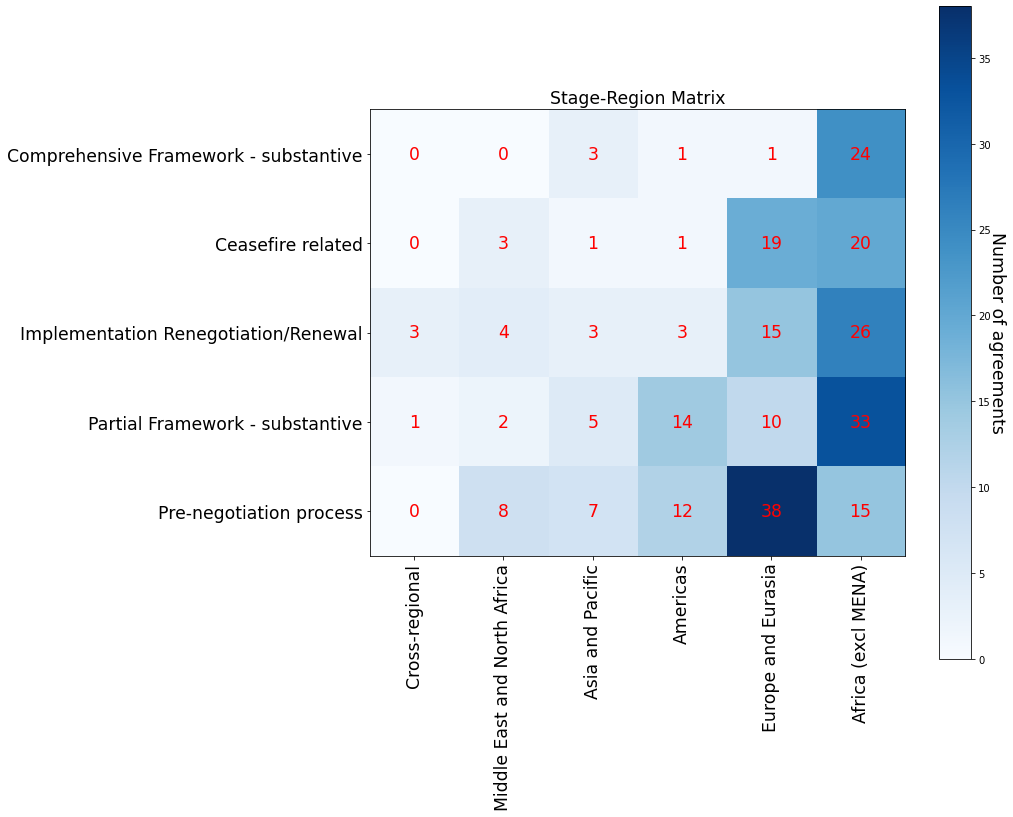 Stage-Region Matrix
Comprehensive Framework - substantive 0 0 3 1 1 24
Ceasefire related 0 3 1 1 19 20
Implementation Renegotiation/Renewal 3 4 3 3 15 26
Partial Framework - substantive 1 2 5 14 10 33
Pre-negotiation process 0 8 7 12 38 15
Cross-regional
Middle East and North Africa
Asia and Pacific
Americas
Europe and Eurasia
Africa (excl MENA)
35
30
25
20
15
10
5
0
Number of agreements